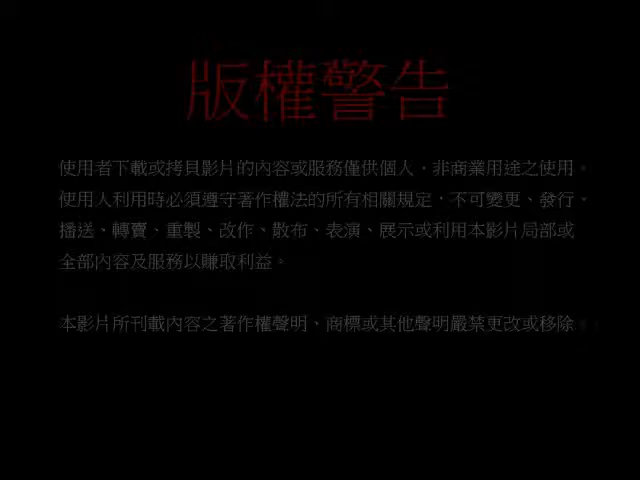 版權警告
使用者下載或拷貝影片的內容或服務僅供個人，非商業用途之使用。
使用人利用時必須遵守著作權法的所有相關規定，不可變更、發行。
播送、轉賣、重製、改作、散布、表演、展示或利用本影片局部或
全部內容及服務以賺取利益。
本影片所刊載內容之著作權聲明、商標或其他聲明嚴禁更改或移除。